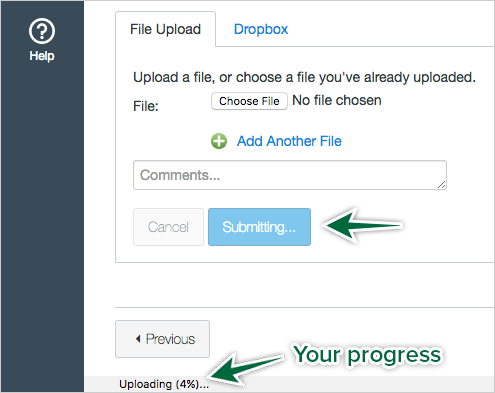 Help
File Upload
Dropbox
Upload a file, or choose a file you've already uploaded.
File: Choose File No file chosen
Add Another File
Comments...
Cancel Submitting...
Previous
Your progress
Uploading (4%)...